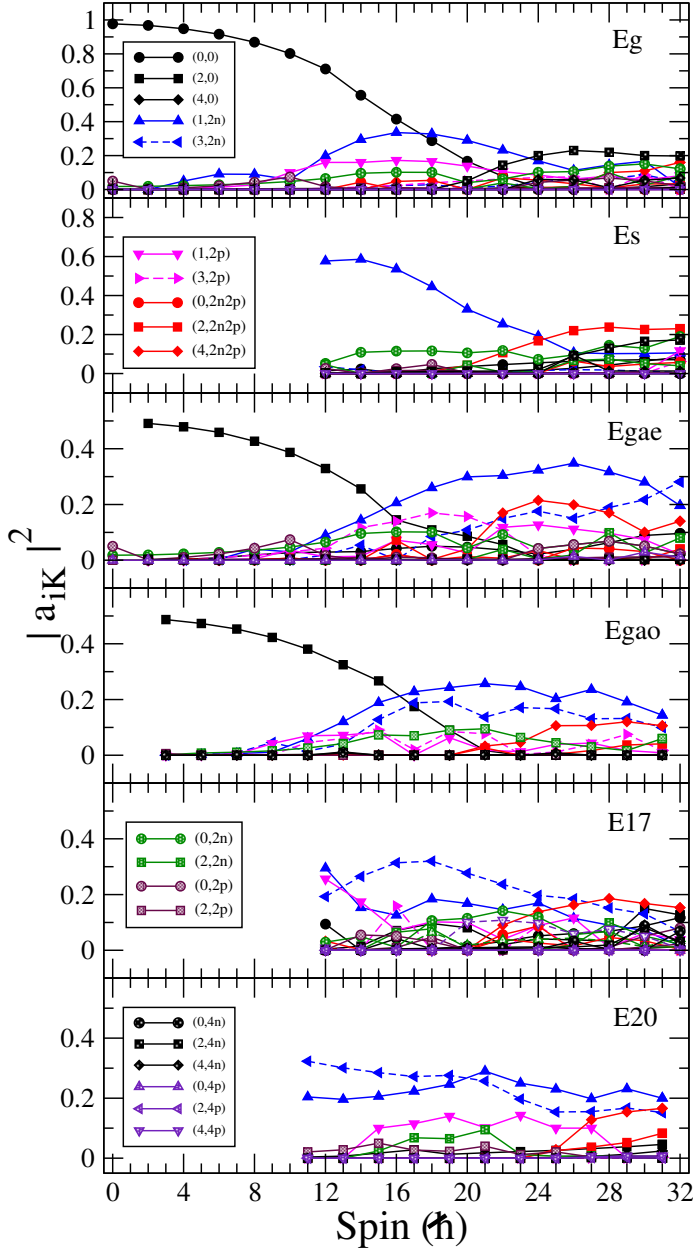 1
0.8
0.6
0.4
0.2
0
Eg
(0,0)
(2,0)
(4,0)
(1,2n)
(3,2n)
0.8
0.6
0.4
0.2
0
Es
(1,2p)
(3,2p)
(0,2n2p)
(2,2n2p)
(4,2n2p)
0.4
0.2
0
Egae
| a_{iK} |^2
0.4
0.2
0
Egao
0.4
0.2
0
E17
(0,2n)
(2,2n)
(0,2p)
(2,2p)
0.4
0.2
0
E20
(0,4n)
(2,4n)
(4,4n)
(0,4p)
(2,4p)
(4,4p)
0 4 8 12 16 20 24 28 32
Spin (ħ)